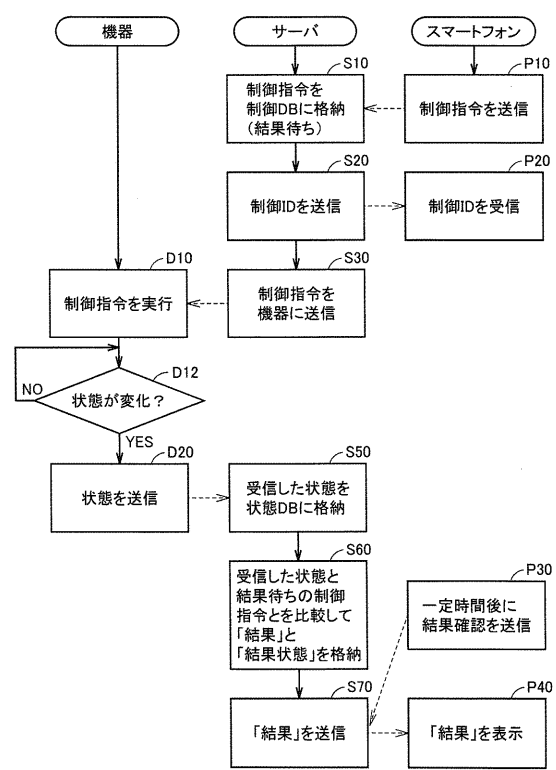 機器
サーバ
スマートフォン
S10
P10
制御指令を
制御DBに格納
（結果待ち）
制御指令を送信
S20
P20
制御IDを送信
制御IDを受信
D10
S30
制御指令を実行
制御指令を
機器に送信
D12
NO
状態が変化？
YES
D20
S50
状態を送信
受信した状態を
状態DBに格納
S60
P30
受信した状態と
結果待ちの制御
指令とを比較して
「結果」と
「結果状態」を格納
一定時間後に
結果確認を送信
S70
P40
「結果」を送信
「結果」を表示